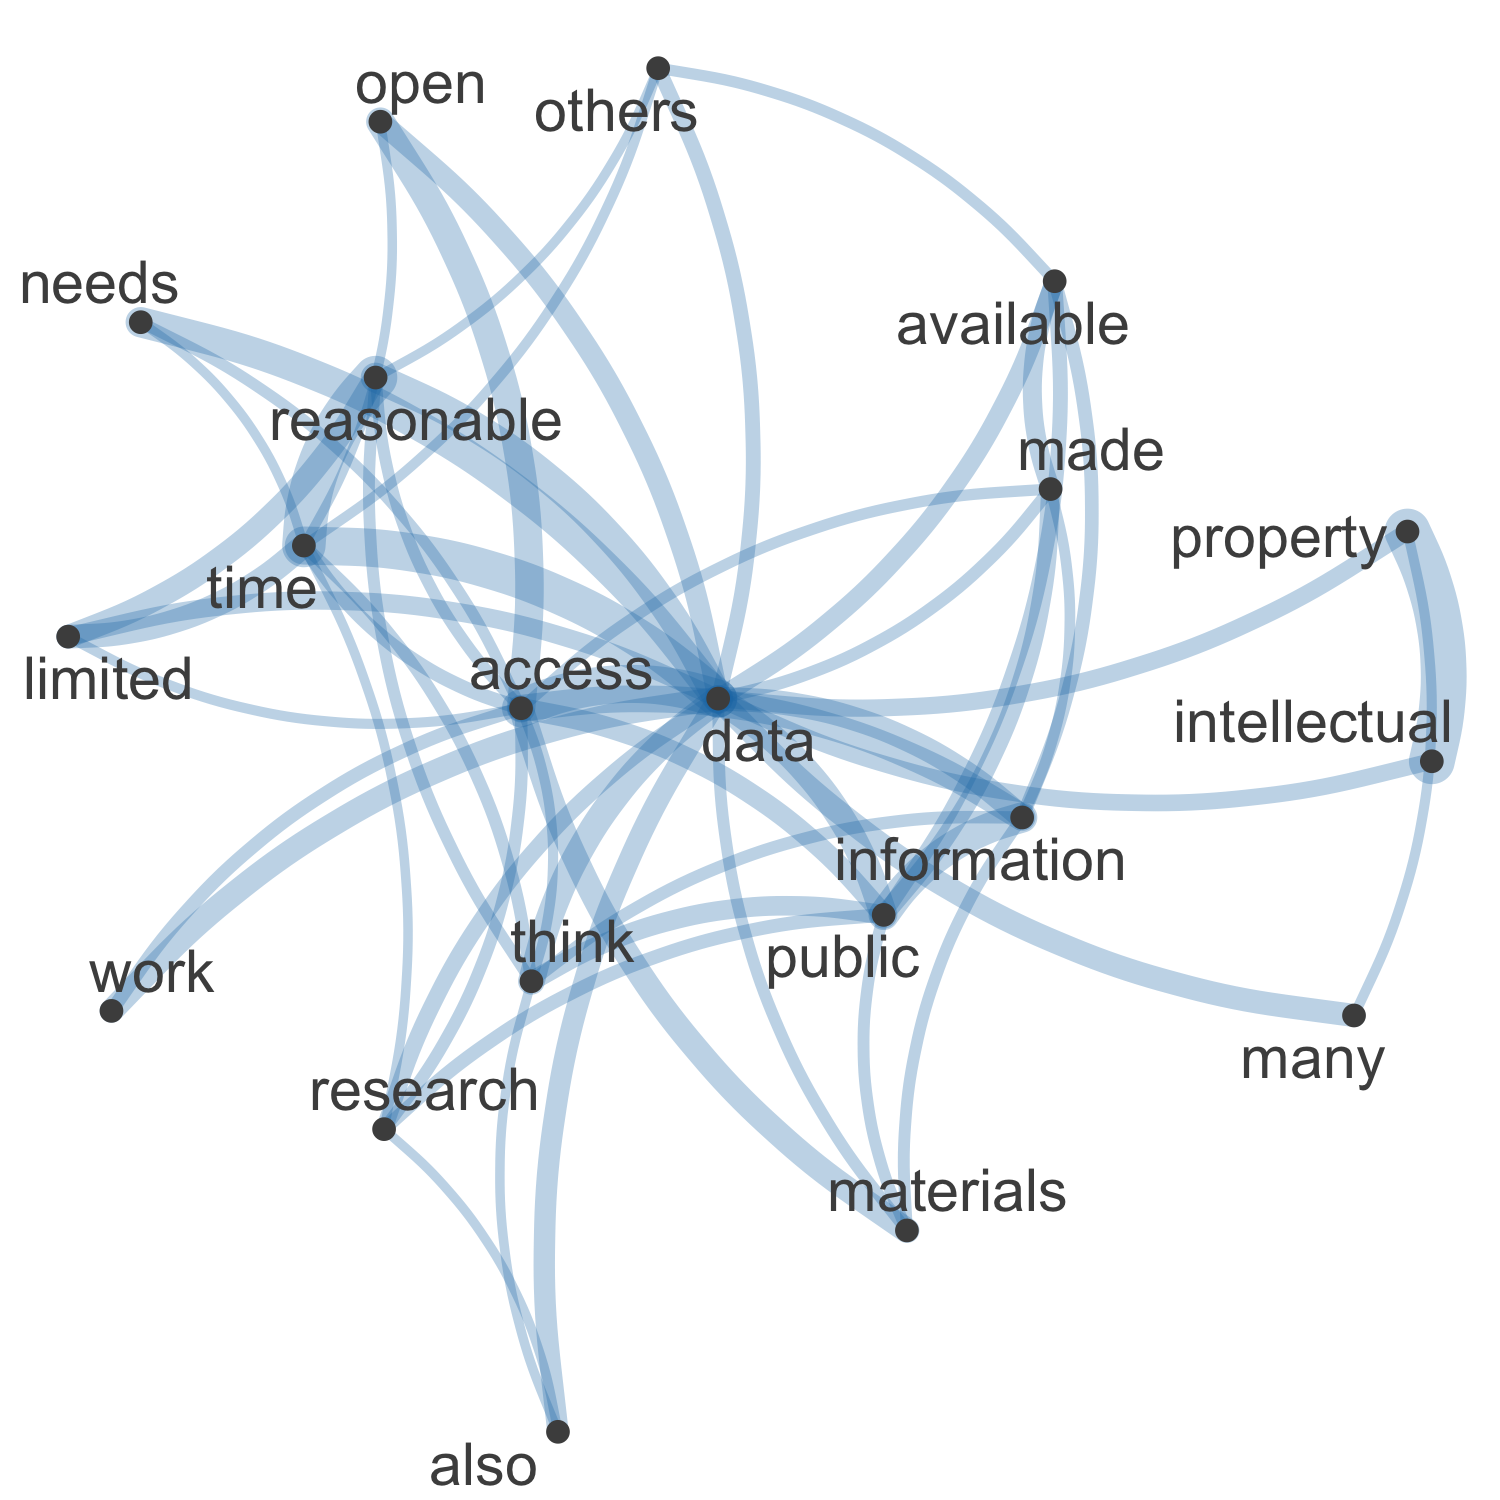 open
others
needs
available
reasonable
made
property
time
limited
access
intellectual
data
information
think
public
work
many
research
materials
also